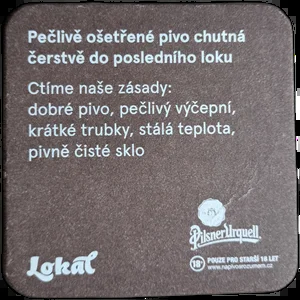 Pečlivě ošetřené pivo chutná
čerstvě do posledního loku
Ctíme naše zásady:
dobré pivo, pečlivý výčepní,
krátké trubky, stálá teplota,
pivně čisté sklo
Lokál
Pilsner Urquell
18+ POUZE PRO STARŠÍ 18 LET
www.napivosrozumem.cz